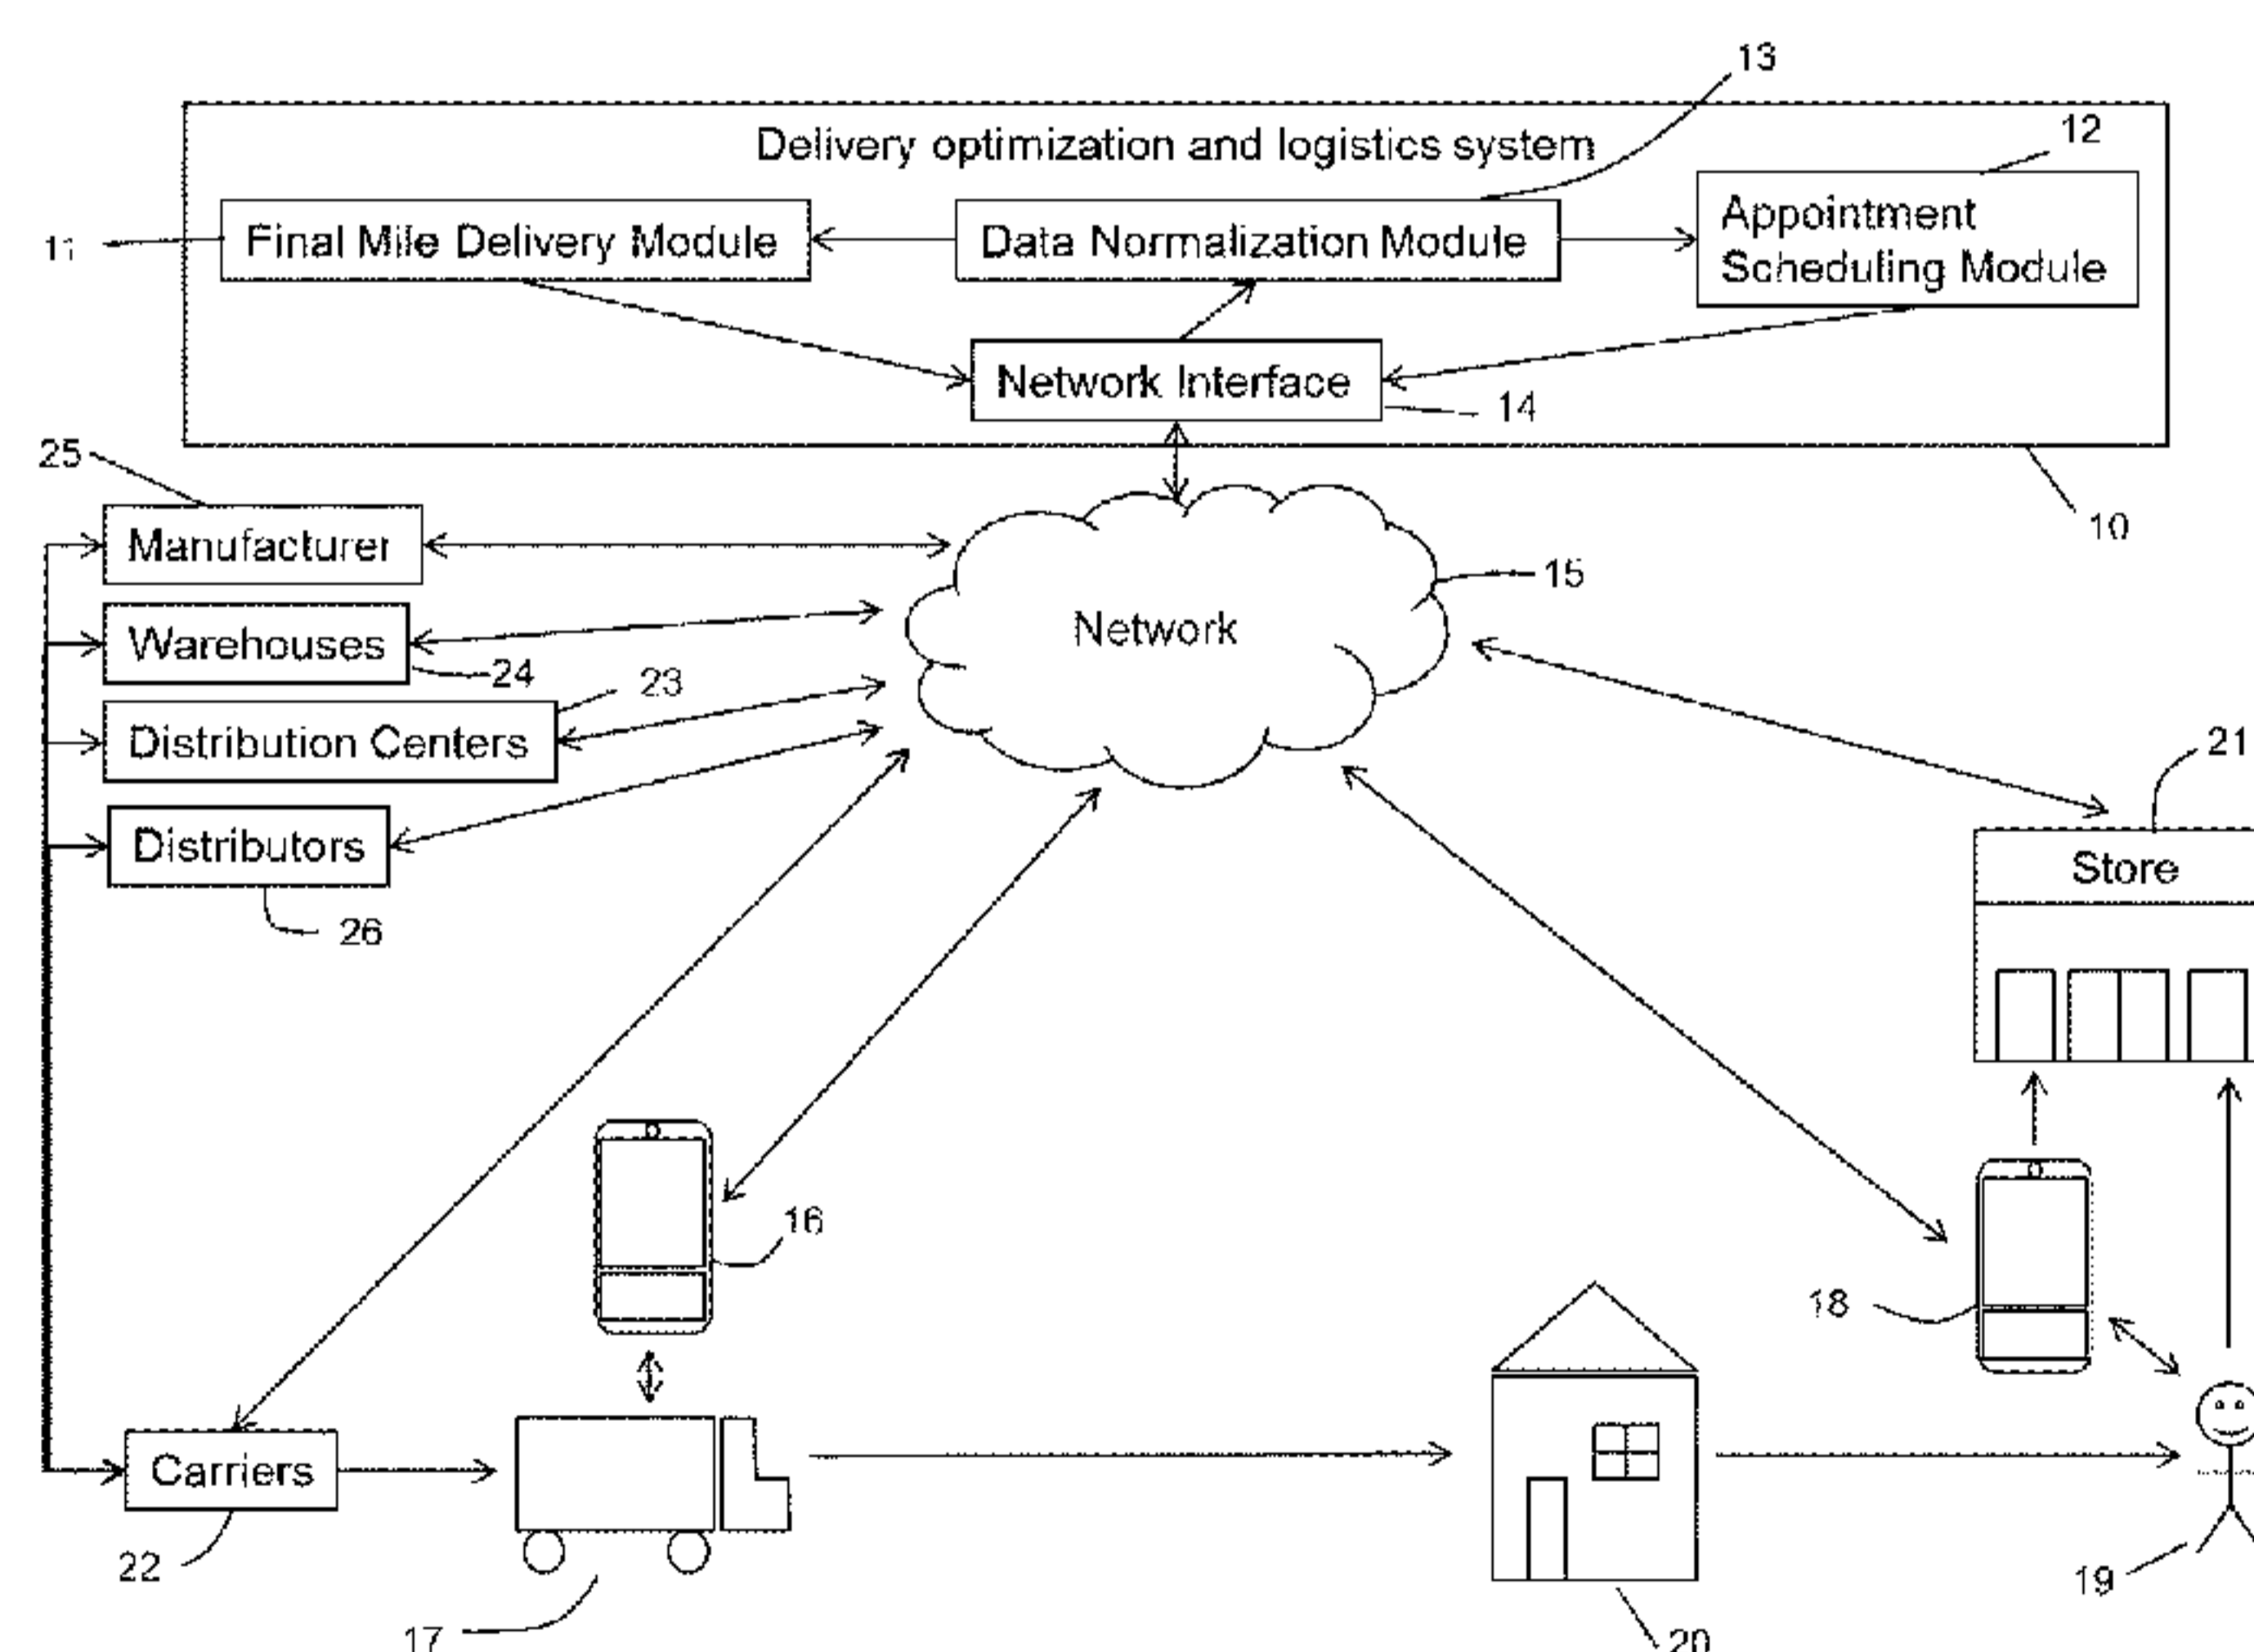 13
Delivery optimization and logistics system
12
11
Final Mile Delivery Module
Data Normalization Module
Appointment
Scheduling Module
Network Interface
14
25
10
Manufacturer
15
Network
Warehouses
24
23
Distribution Centers
21
Store
Distributors
26
16
18
Carriers
22
19
17
20